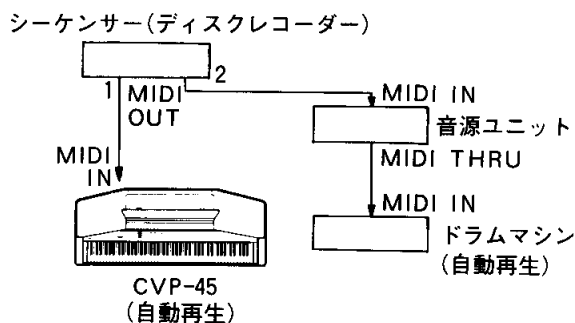 シーケンサー(ディスクレコーダー)
1
2
MIDI
OUT
MIDI IN
音源ユニット
MIDI THRU
MIDI
IN
MIDI IN
ドラムマシン
(自動再生)
CVP-45
(自動再生)